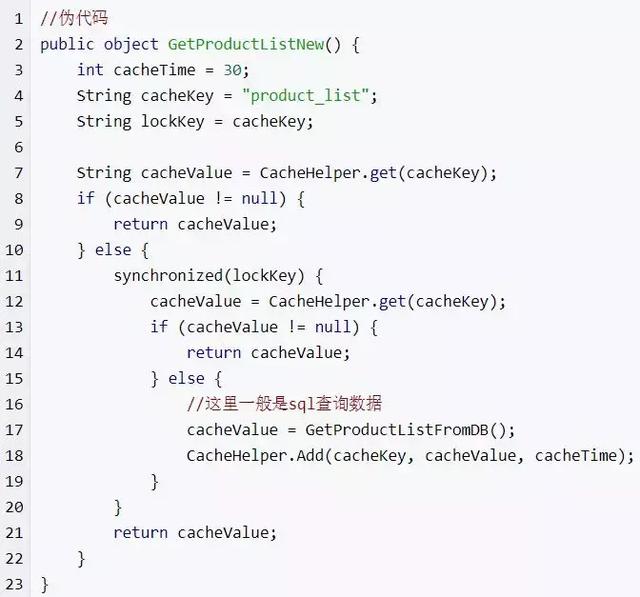 1 //伪代码
2 public object GetProductListNew() {
3     int cacheTime = 30;
4     String cacheKey = "product_list";
5     String lockKey = cacheKey;
6
7     String cacheValue = CacheHelper.get(cacheKey);
8     if (cacheValue != null) {
9         return cacheValue;
10     } else {
11         synchronized(lockKey) {
12             cacheValue = CacheHelper.get(cacheKey);
13             if (cacheValue != null) {
14                 return cacheValue;
15             } else {
16                 //这里一般是sql查询数据
17                 cacheValue = GetProductListFromDB();
18                 CacheHelper.Add(cacheKey, cacheValue, cacheTime);
19             }
20         }
21         return cacheValue;
22     }
23 }